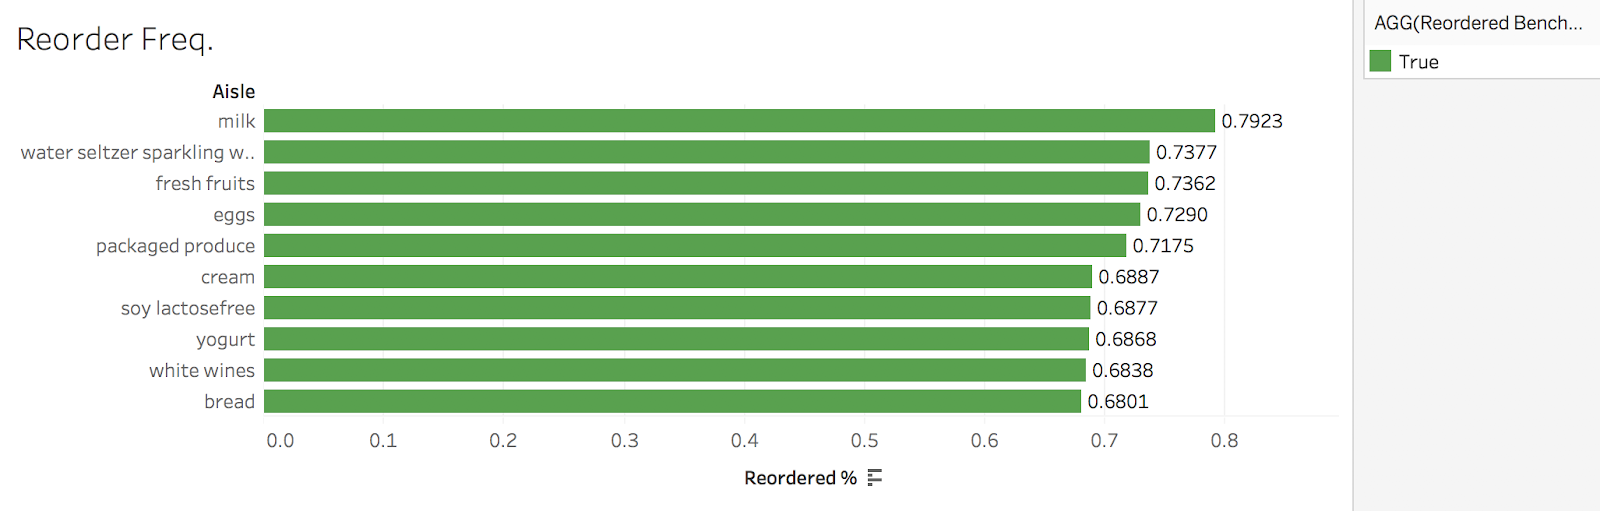 Reorder Freq.
AGG(Reordered Bench...
True
Aisle
milk 0.7923
water seltzer sparkling w.. 0.7377
fresh fruits 0.7362
eggs 0.7290
packaged produce 0.7175
cream 0.6887
soy lactosefree 0.6877
yogurt 0.6868
white wines 0.6838
bread 0.6801
0.0 0.1 0.2 0.3 0.4 0.5 0.6 0.7 0.8
Reordered %